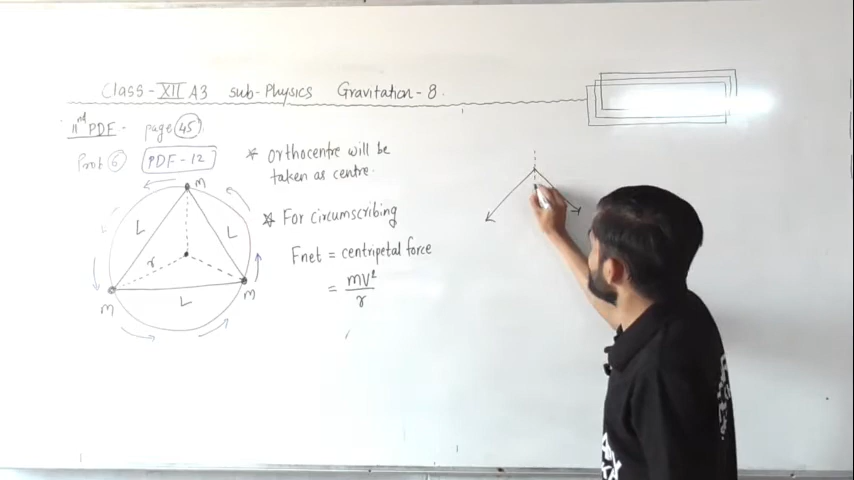 Class - XII A3 sub - Physics Gravitation - 8.
IInd PDF - page 45.
Prob 6 PDF - 12
* orthocentre will be
taken as centre.
* For circumscribing
Fnet = centripetal force
= mv²
r
M
L
L
r
L
M
M